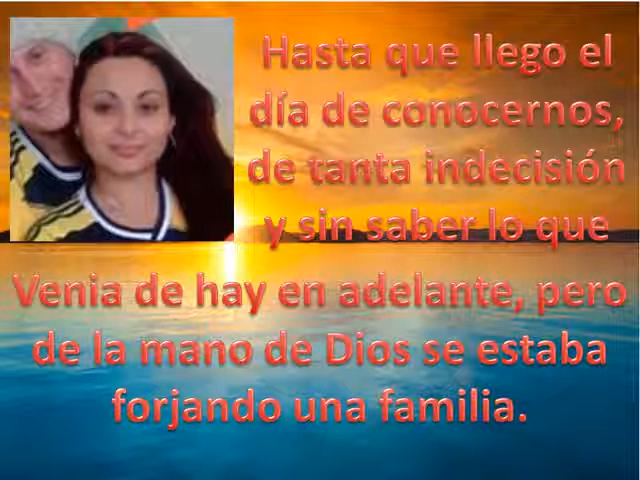 Hasta que llego el
día de conocernos,
de tanta indecisión
y sin saber lo que
Venia de hay en adelante, pero
de la mano de Dios se estaba
forjando una familia.